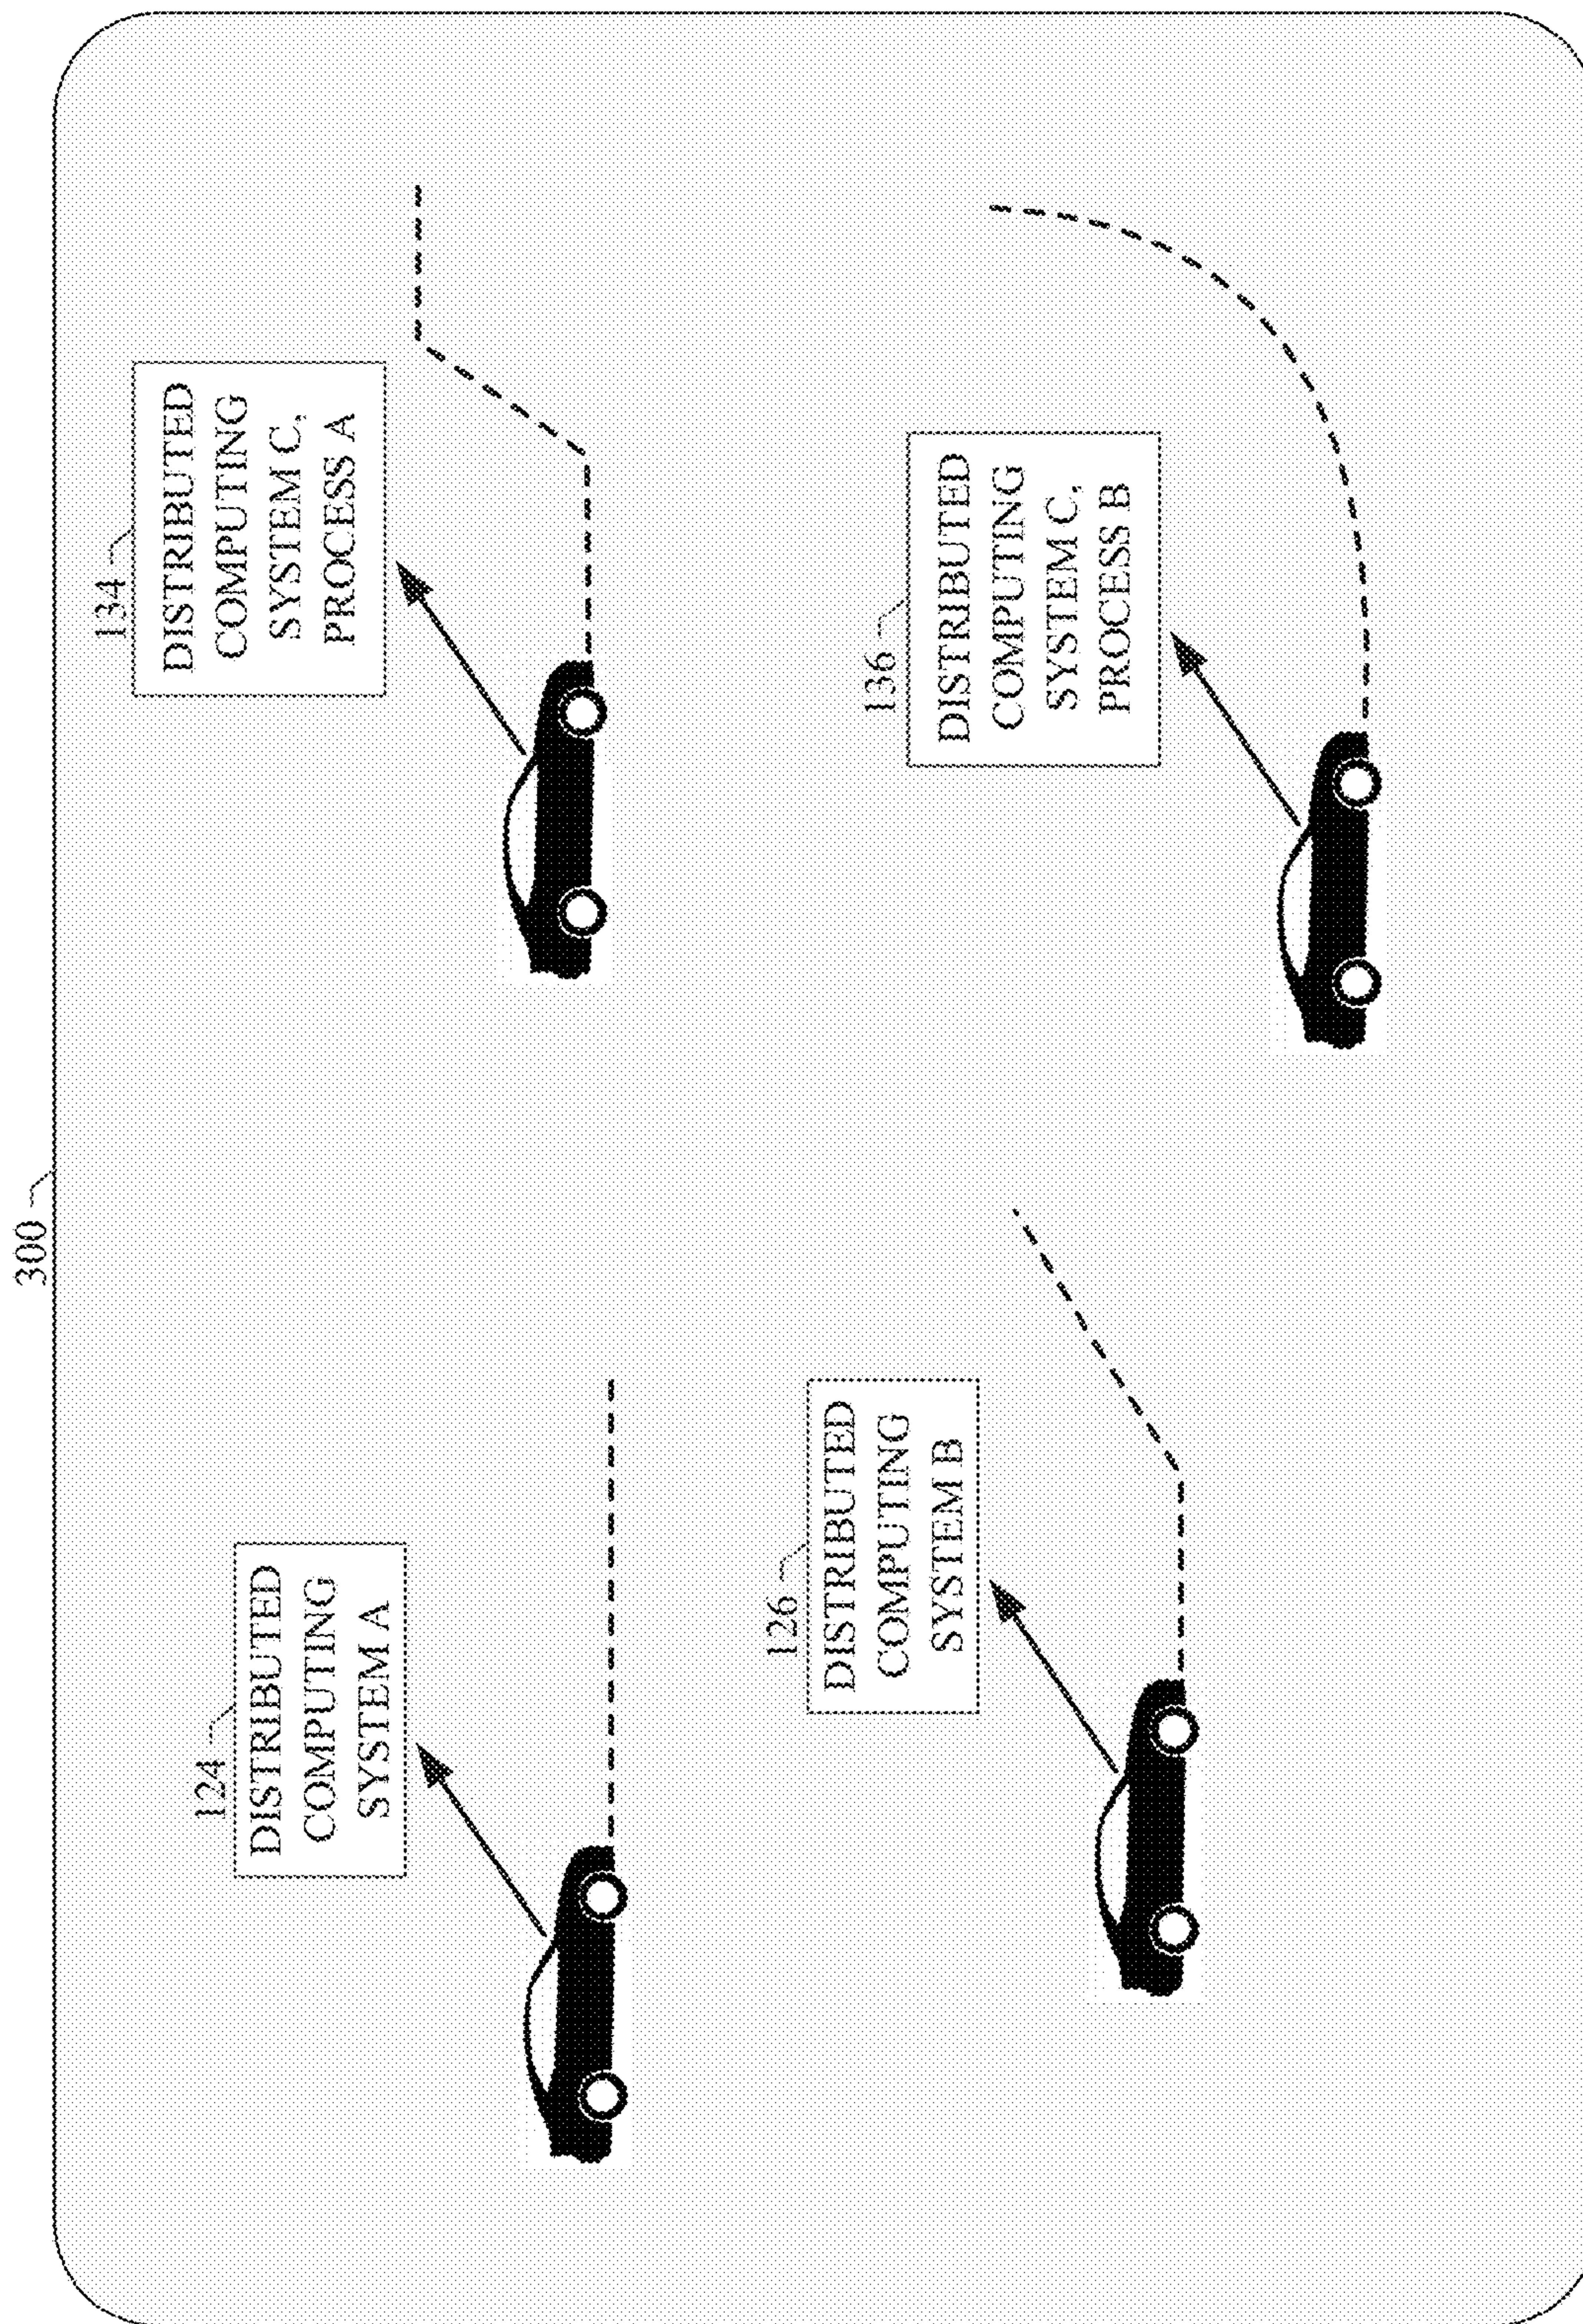 300
124
DISTRIBUTED
COMPUTING
SYSTEM A
134
DISTRIBUTED
COMPUTING
SYSTEM C,
PROCESS A
126
DISTRIBUTED
COMPUTING
SYSTEM B
136
DISTRIBUTED
COMPUTING
SYSTEM C,
PROCESS B